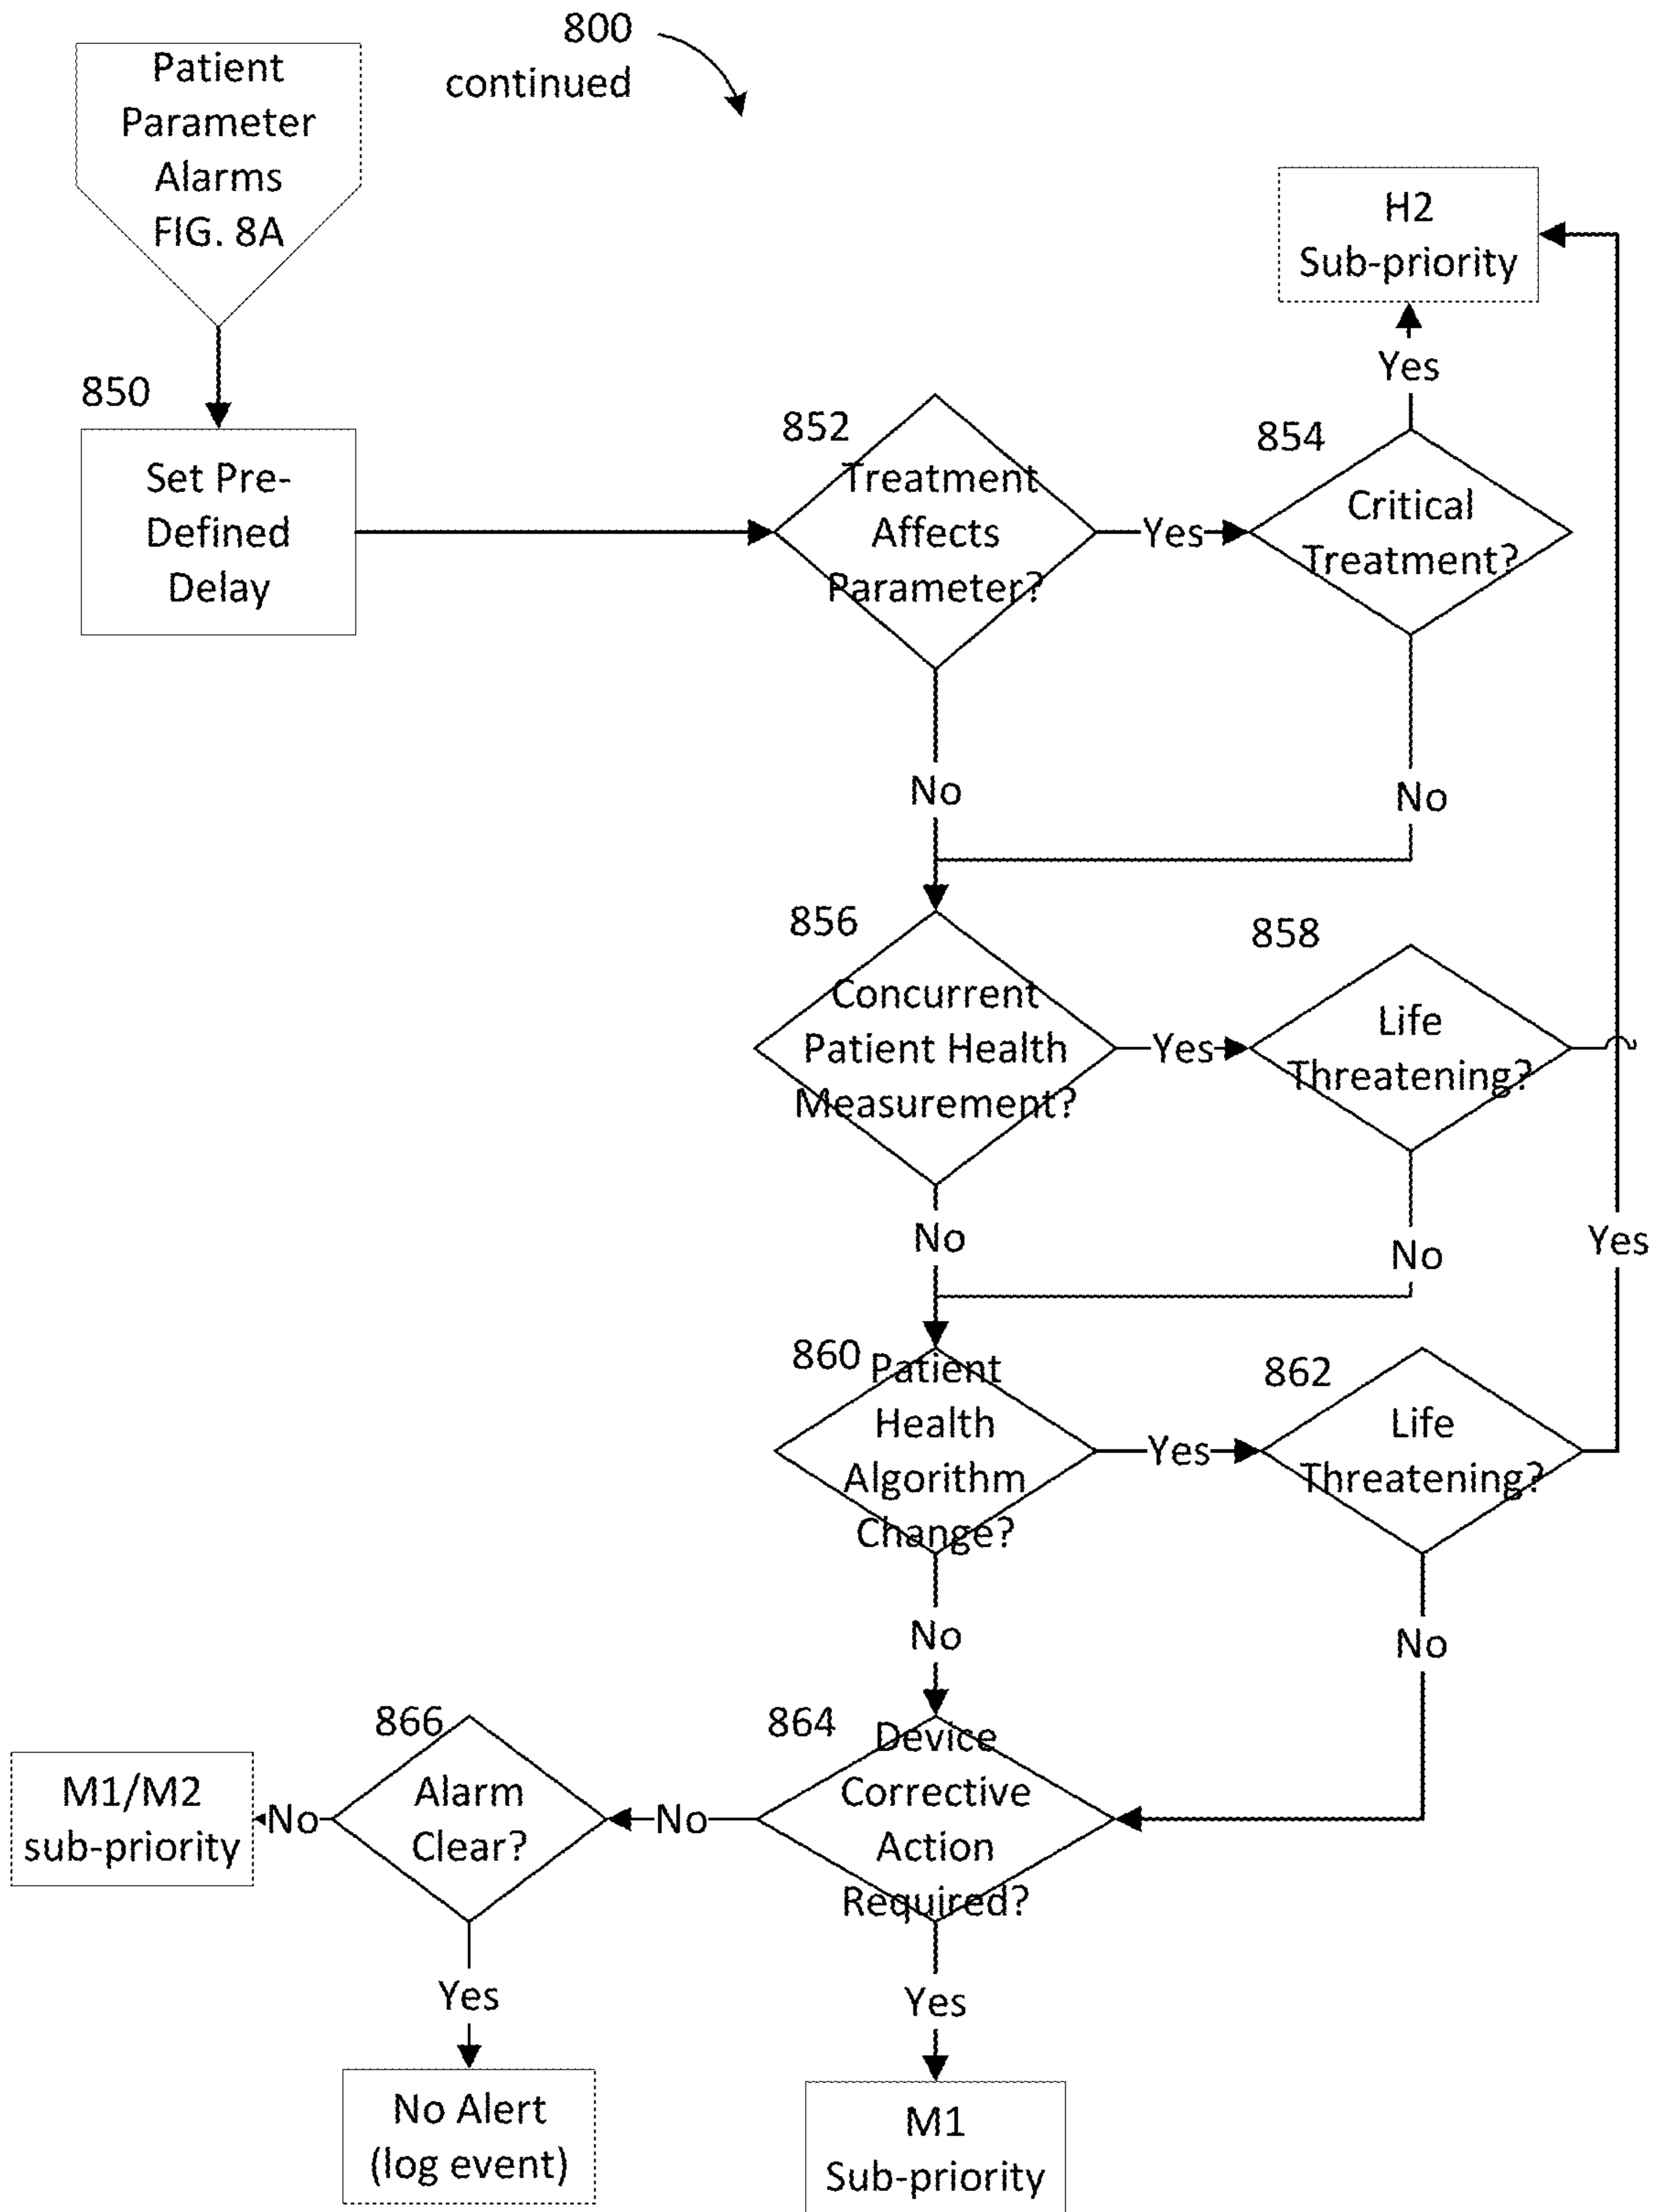 800
continued
Patient
Parameter
Alarms
FIG. 8A
H2
Sub-priority
Yes
850
Set Pre-
Defined
Delay
852
Treatment
Affects
Parameter?
Yes
854
Critical
Treatment?
No
No
856
Concurrent
Patient Health
Measurement?
Yes
858
Life
Threatening?
No
No
Yes
860
Patient
Health
Algorithm
Change?
Yes
862
Life
Threatening?
No
No
864
Device
Corrective
Action
Required?
No
866
Alarm
Clear?
No
M1/M2
sub-priority
Yes
Yes
No Alert
(log event)
M1
Sub-priority